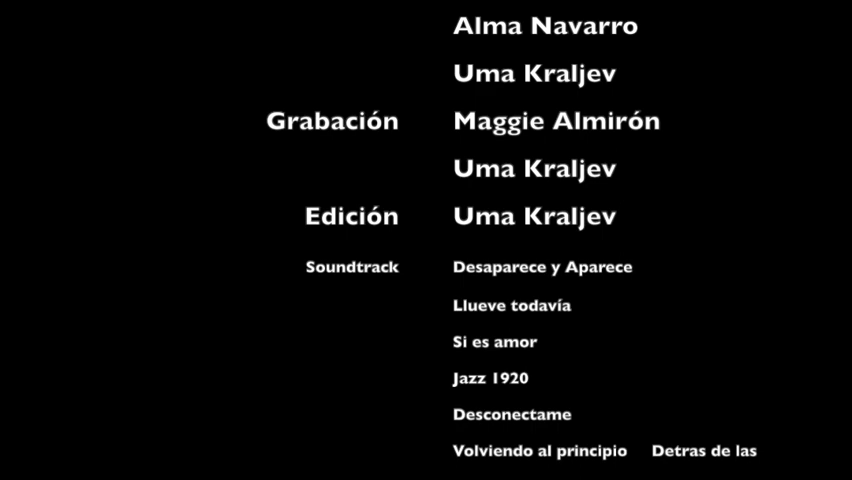 Alma Navarro
Uma Kraljev
Grabación Maggie Almirón
Uma Kraljev
Edición Uma Kraljev
Soundtrack Desaparece y Aparece
Llueve todavía
Si es amor
Jazz 1920
Desconectame
Volviendo al principio Detras de las